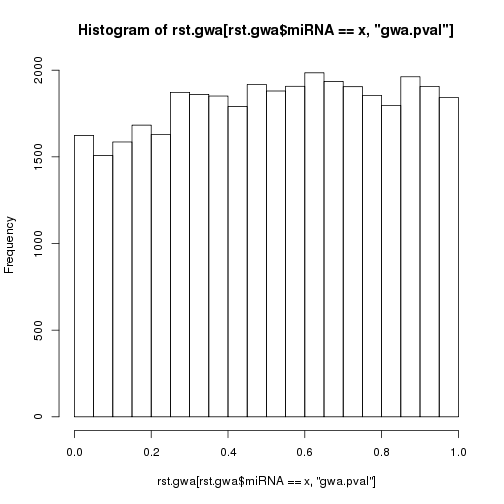 Histogram of rst.gwa[rst.gwa$miRNA == x, "gwa.pval"]
Frequency
2000
1500
1000
500
0
0.0 0.2 0.4 0.6 0.8 1.0
rst.gwa[rst.gwa$miRNA == x, "gwa.pval"]